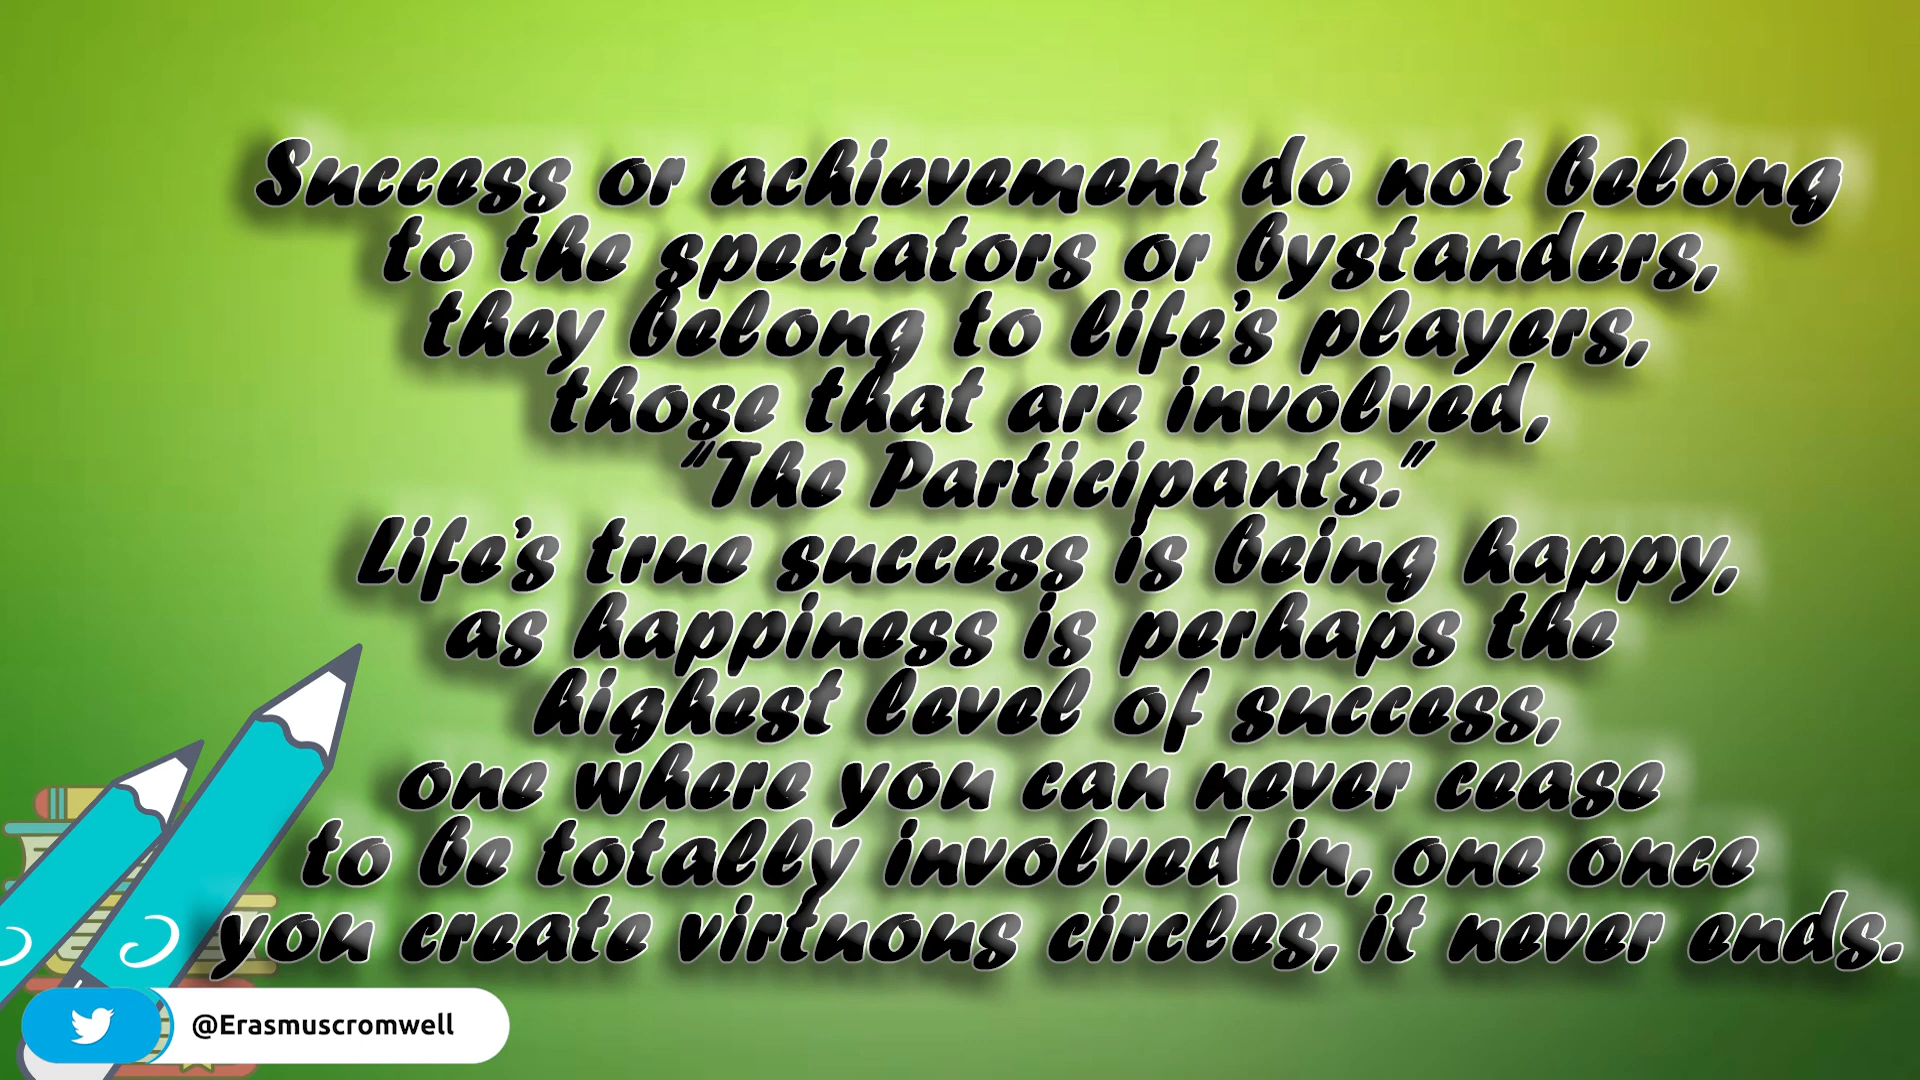 Success or achievement do not belong
to the spectators or bystanders,
they belong to life's players,
those that are involved,
"The Participants."
Life's true success is being happy,
as happiness is perhaps the
highest level of success,
one where you can never cease
to be totally involved in, one once
you create virtuous circles, it never ends.
@Erasmuscromwell